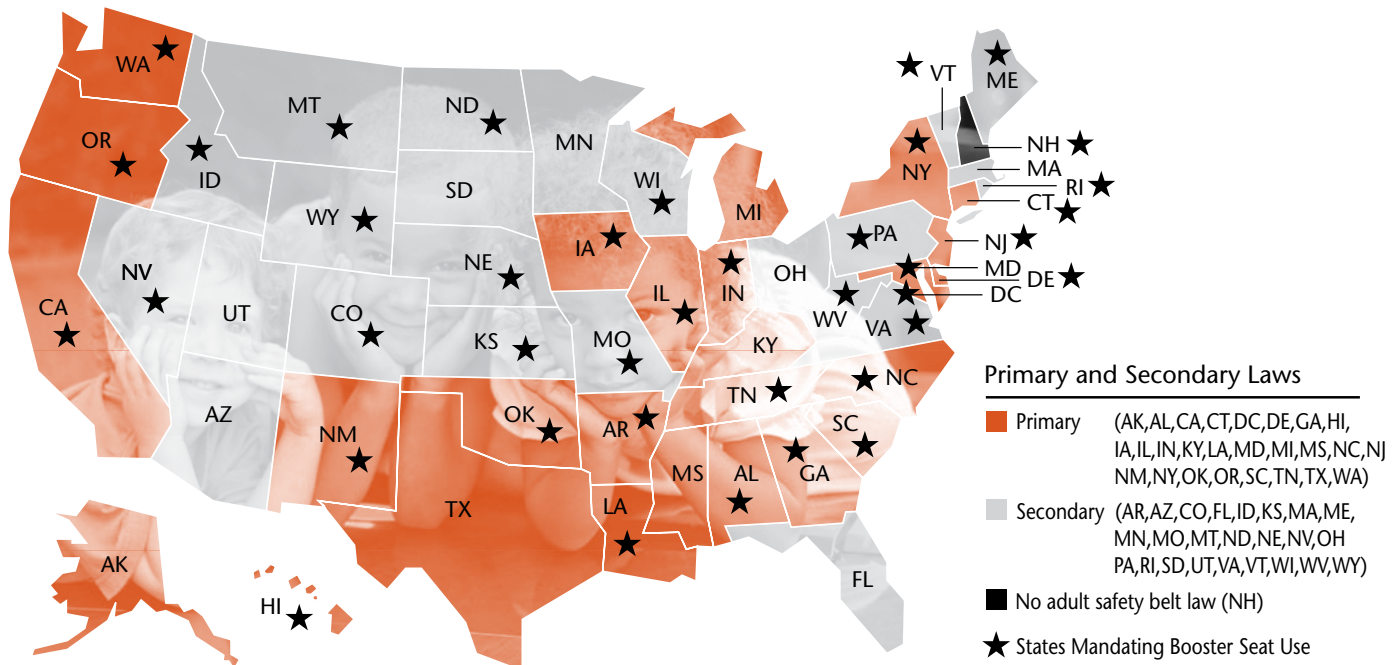 WA
OR
CA
NV
ID
MT
WY
UT
AZ
CO
NM
ND
SD
NE
KS
OK
TX
MN
IA
MO
AR
LA
WI
IL
MI
IN
OH
KY
TN
MS
AL
GA
FL
SC
NC
VA
WV
PA
NY
VT
ME
NH
MA
RI
CT
NJ
MD
DE
DC
AK
HI
Primary and Secondary Laws
Primary (AK,AL,CA,CT,DC,DE,GA,HI,
IA,IL,IN,KY,LA,MD,MI,MS,NC,NJ
NM,NY,OK,OR,SC,TN,TX,WA)
Secondary (AR,AZ,CO,FL,ID,KS,MA,ME,
MN,MO,MT,ND,NE,NV,OH
PA,RI,SD,UT,VA,VT,WI,WV,WY)
No adult safety belt law (NH)
States Mandating Booster Seat Use